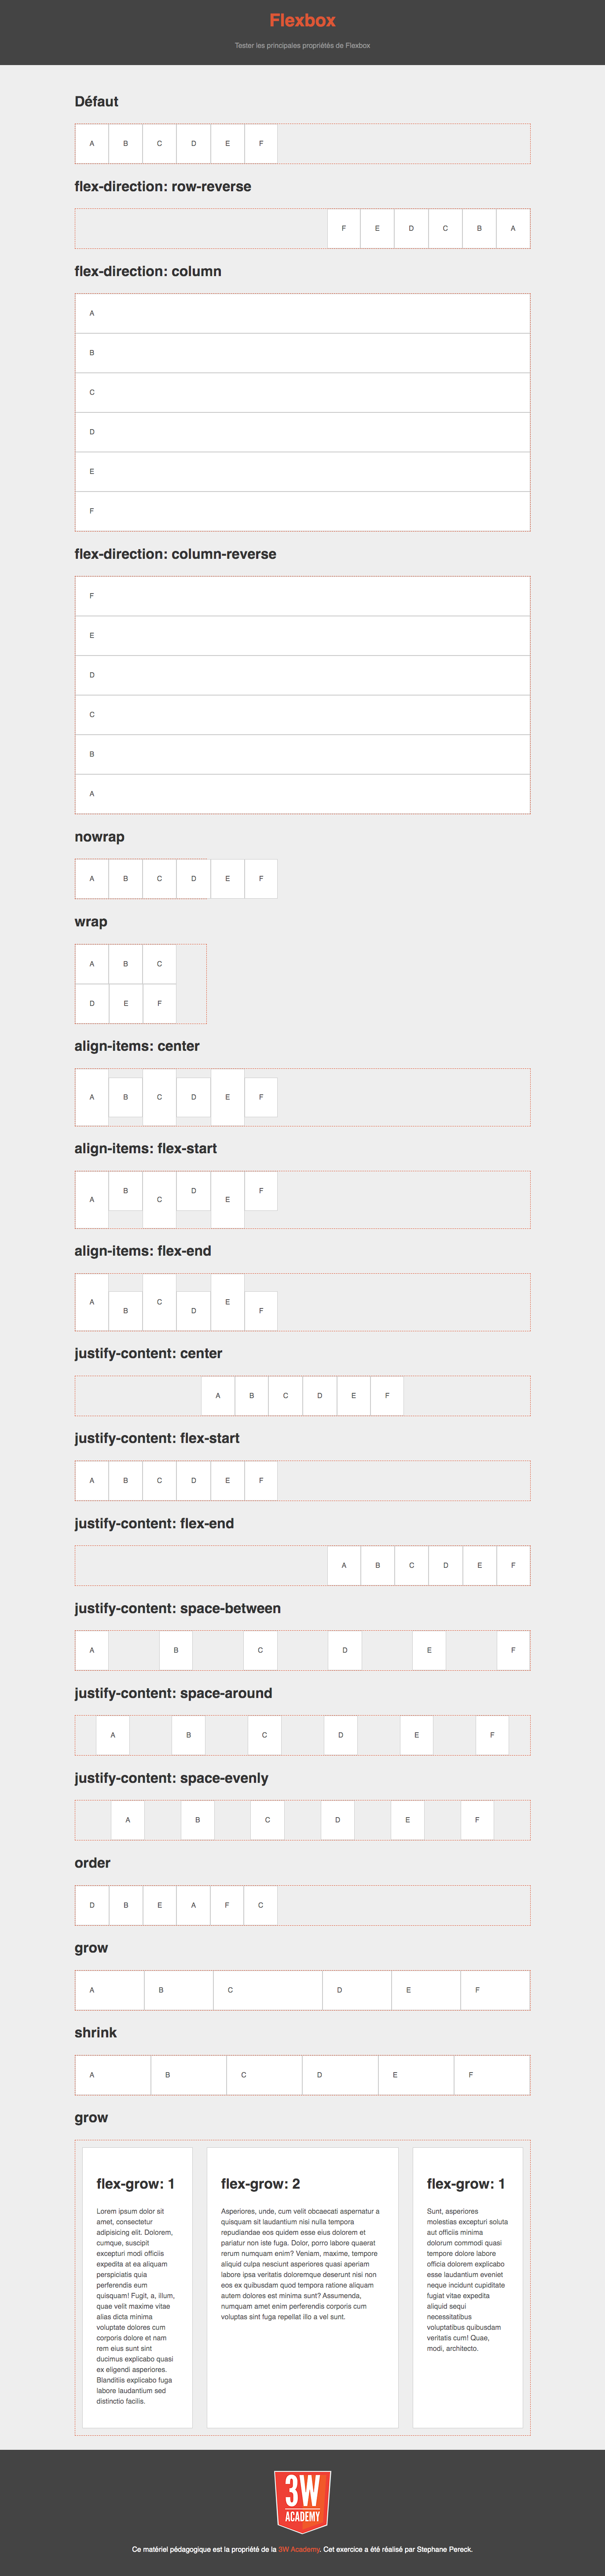 Flexbox
Tester les principales propriétés de Flexbox
Défaut
A B C D E F
flex-direction: row-reverse
F E D C B A
flex-direction: column
A
B
C
D
E
F
flex-direction: column-reverse
F
E
D
C
B
A
nowrap
A B C D E F
wrap
A B C
D E F
align-items: center
A B C D E F
align-items: flex-start
A B C D E F
align-items: flex-end
A B C D E F
justify-content: center
A B C D E F
justify-content: flex-start
A B C D E F
justify-content: flex-end
A B C D E F
justify-content: space-between
A B C D E F
justify-content: space-around
A B C D E F
justify-content: space-evenly
A B C D E F
order
D B E A F C
grow
A B C D E F
shrink
A B C D E F
grow
flex-grow: 1
Lorem ipsum dolor sit
amet, consectetur
adipisicing elit. Dolorem,
cumque, suscipit
excepturi modi officiis
expedita at ea aliquam
perspiciatis quia
perferendis eum
quisquam! Fugit, a, illum,
quae velit maxime vitae
alias dicta minima
voluptate dolores cum
corporis dolore et nam
rem eius sunt sint
ducimus explicabo quasi
ex eligendi asperiores.
Blanditiis explicabo fuga
labore laudantium sed
distinctio facilis.
flex-grow: 2
Asperiores, unde, cum velit obcaecati aspernatur a
quisquam sit laudantium nisi nulla tempora
repudiandae eos quidem esse eius dolorem et
pariatur non iste fuga. Dolor, porro labore quaerat
rerum numquam enim? Veniam, maxime, tempore
aliquid culpa nesciunt asperiores quasi aperiam
labore ipsa veritatis doloremque deserunt nisi non
eos ex quibusdam quod tempora ratione aliquam
autem dolores est minima sunt? Assumenda,
numquam amet enim perferendis corporis cum
voluptas sint fuga repellat illo a vel sunt.
flex-grow: 1
Sunt, asperiores
molestias excepturi soluta
aut officiis minima
dolorum commodi quasi
tempore dolore labore
officia dolorem explicabo
esse laudantium eveniet
neque incidunt cupiditate
fugiat vitae expedita
aliquid sequi
necessitatibus
voluptatibus quibusdam
veritatis cum! Quae,
modi, architecto.
3W
ACADEMY
Ce matériel pédagogique est la propriété de la 3W Academy. Cet exercice a été réalisé par Stephane Pereck.